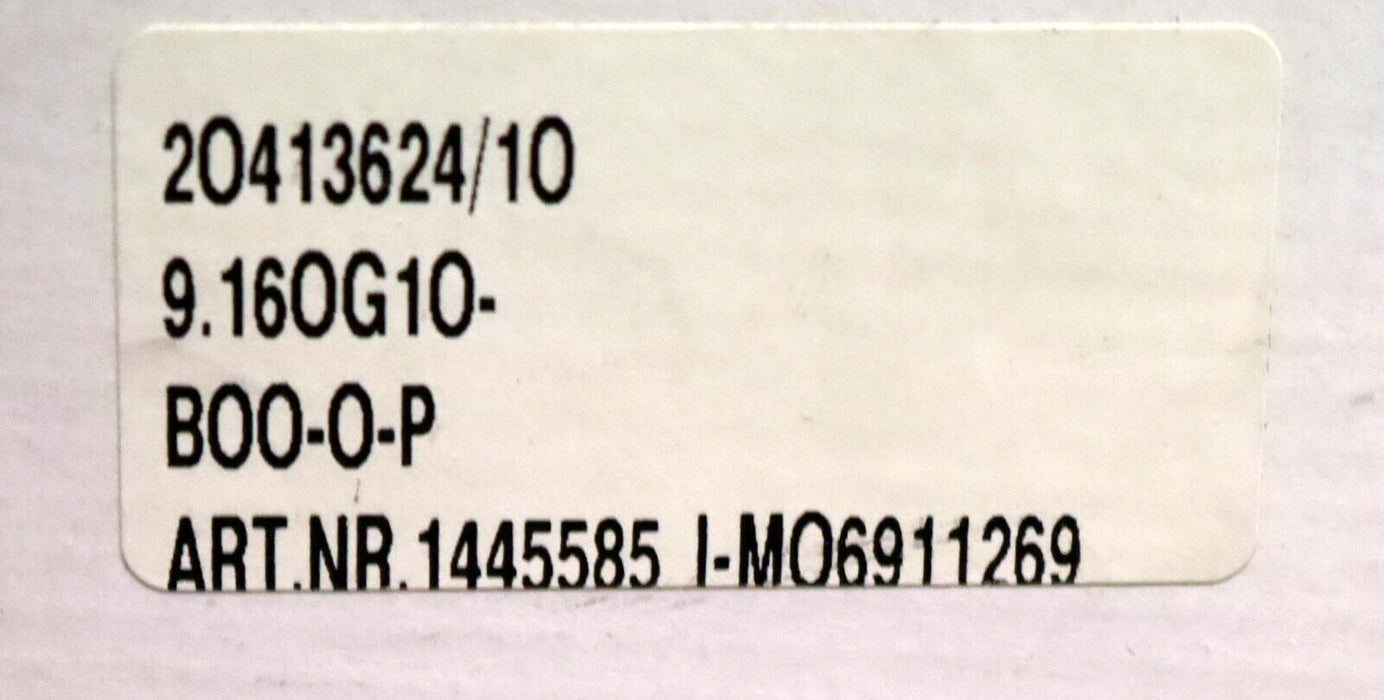 20413624/10
9.160G10-
B00-0-P
ART.NR.1445585 I-M06911269